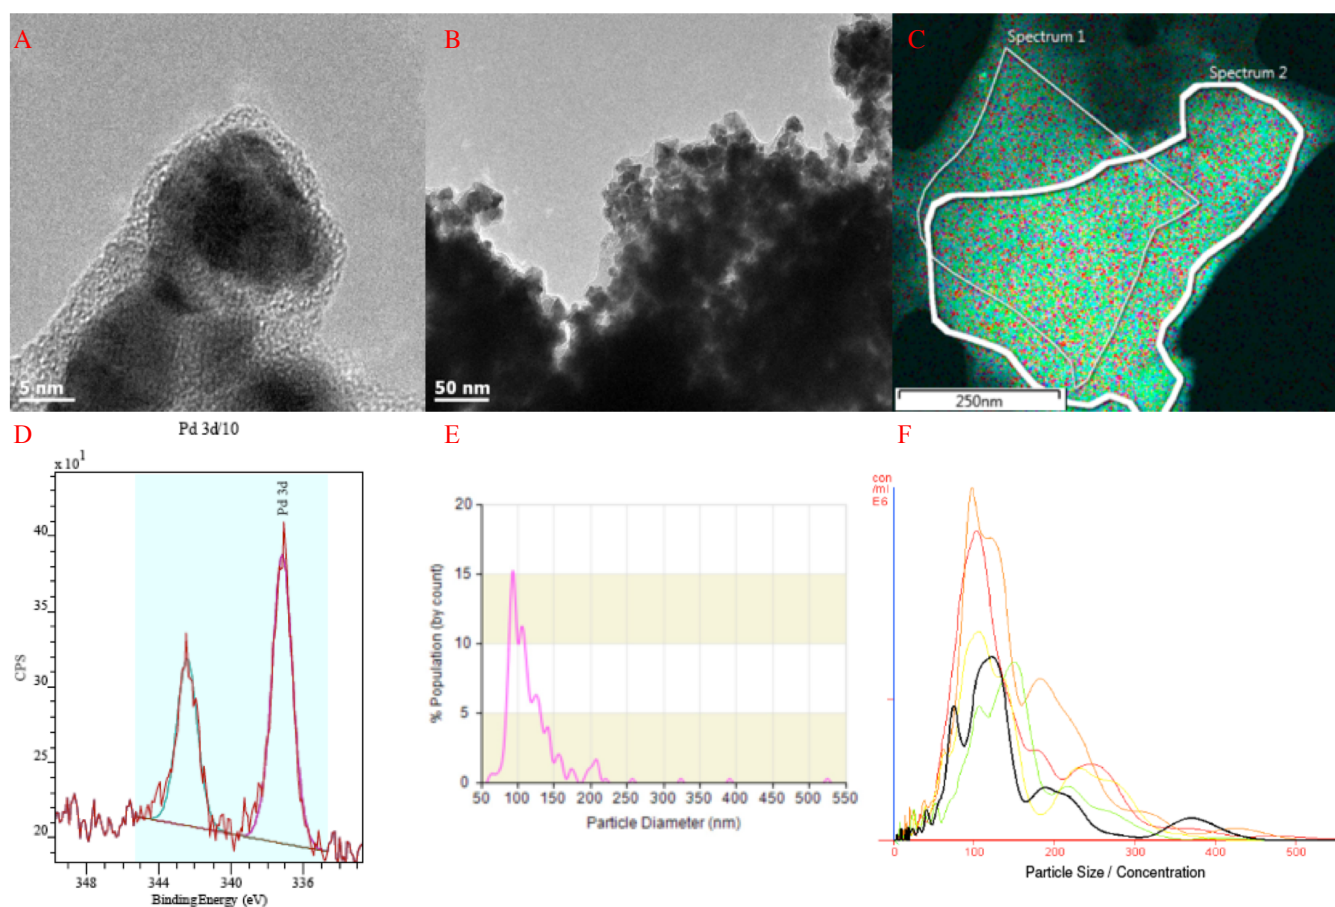 A
B
C
Spectrum 1
Spectrum 2
5 nm
50 nm
250nm
D
Pd 3d/10
E
F
x 10¹
Pd 3d
40
35
30
25
20
CPS
348
344
340
336
Binding Energy (eV)
20
15
10
5
0
% Population (by count)
50
100
150
200
250
300
350
400
450
500
550
Particle Diameter (nm)
con
/ml
E6
0
100
200
300
400
500
Particle Size / Concentration